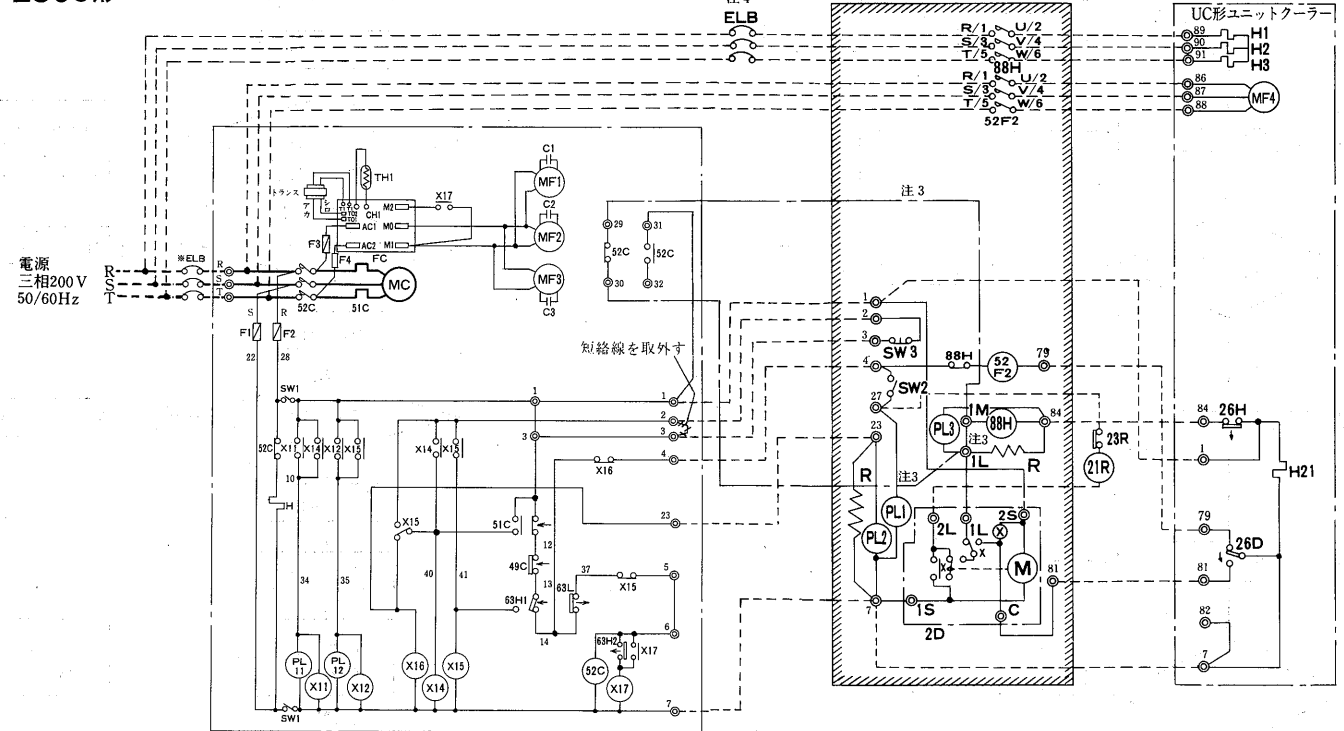 注4
ELB
UC形ユニットクーラー
R/1 U/2
S/3 V/4
T/5 W/6
88H
R/1 U/2
S/3 V/4
T/5 W/6
52F2
89 H1
90 H2
91 H3
86
87
88
MF4
トランス
アカ
シロ
TH1
CH1
M2
X17
AC1 M0
AC2 M1
FC
F3
F4
C1
MF1
C2
MF2
MF3
C3
電源
三相200V
50/60Hz
R
S
T
※ELB
R
S
T
52C
51C
MC
29
31
52C
52C
30
32
注3
S
R
F1
F2
22
28
短絡線を取外す
SW1
52C
X11
X14
X12
X15
10
H
34
35
X14
X15
X15
40
41
1
3
51C
12
49C
13
63H1
63L
37
14
X15
X16
1
2
3
4
23
5
6
7
PL11
X11
PL12
X12
X16
X14
X15
52C
63H2
X17
X17
SW1
1
2
3
SW3
4
88H
52F2
79
SW2
27
23
PL3
1M
88H
84
注3
1L
R
R
注3
PL1
PL2
2L
1L
2S
X
X
X
M
81
7
1S
C
2D
23R
21R
84
26H
1
H21
79
26D
81
82
7